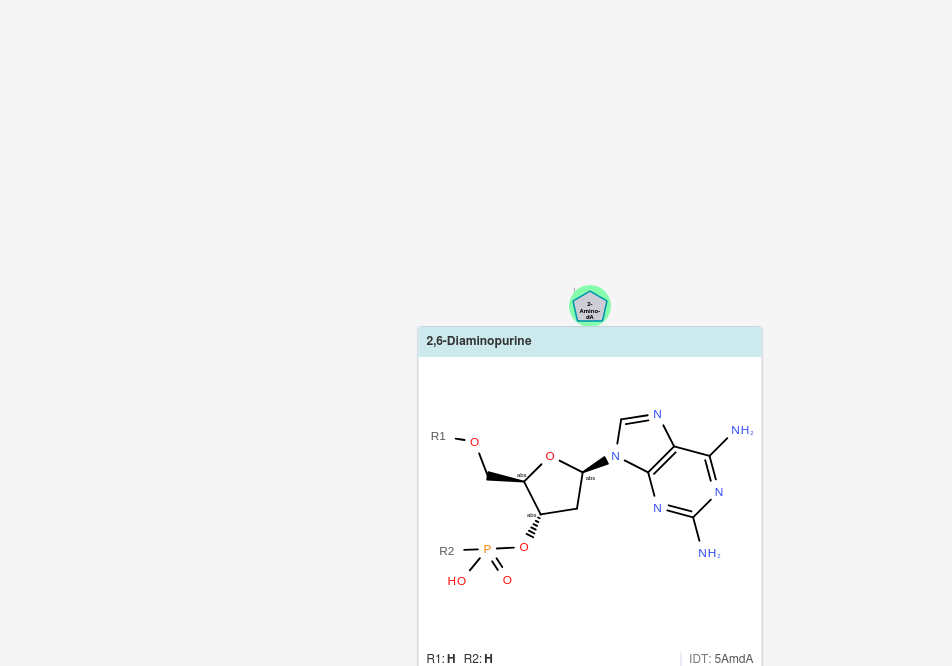 2-
Amino-
dA
2,6-Diaminopurine
N
NH₂
R1
O
abs
O
N
abs
N
N
abs
R2
P
O
NH₂
HO
O
R1: H R2: H
IDT: 5AmdA